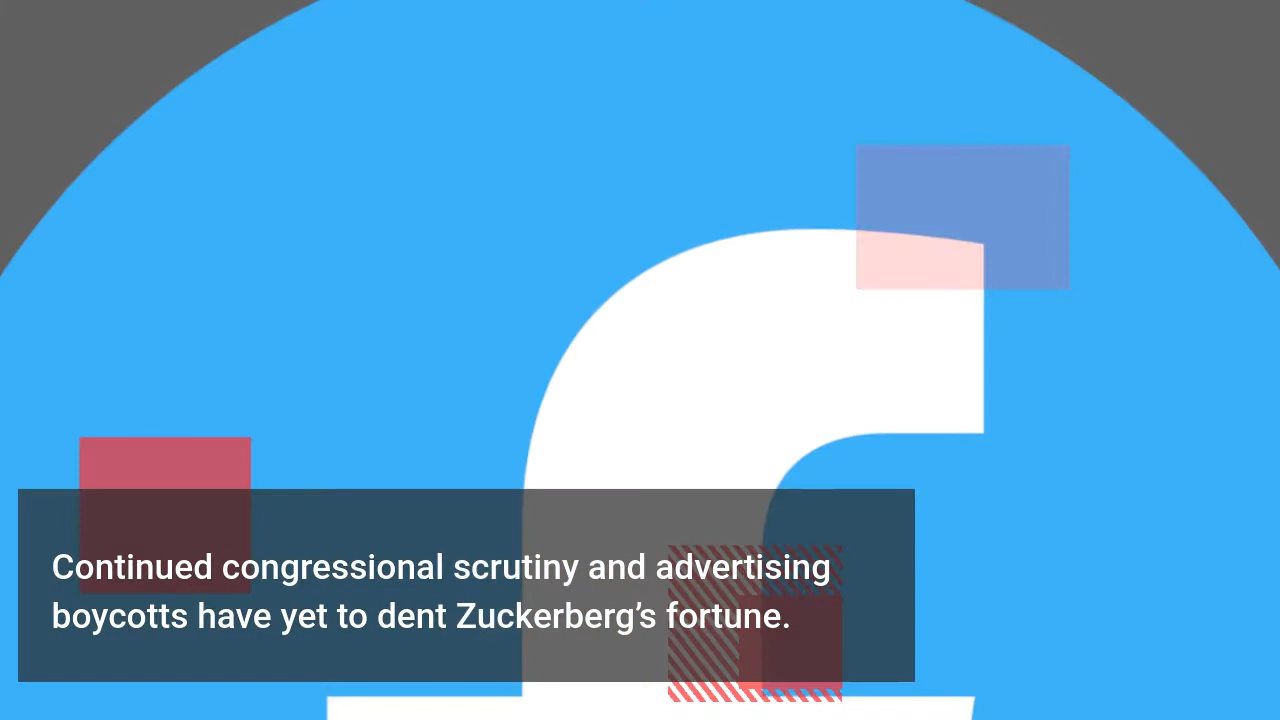 Continued congressional scrutiny and advertising
boycotts have yet to dent Zuckerberg’s fortune.